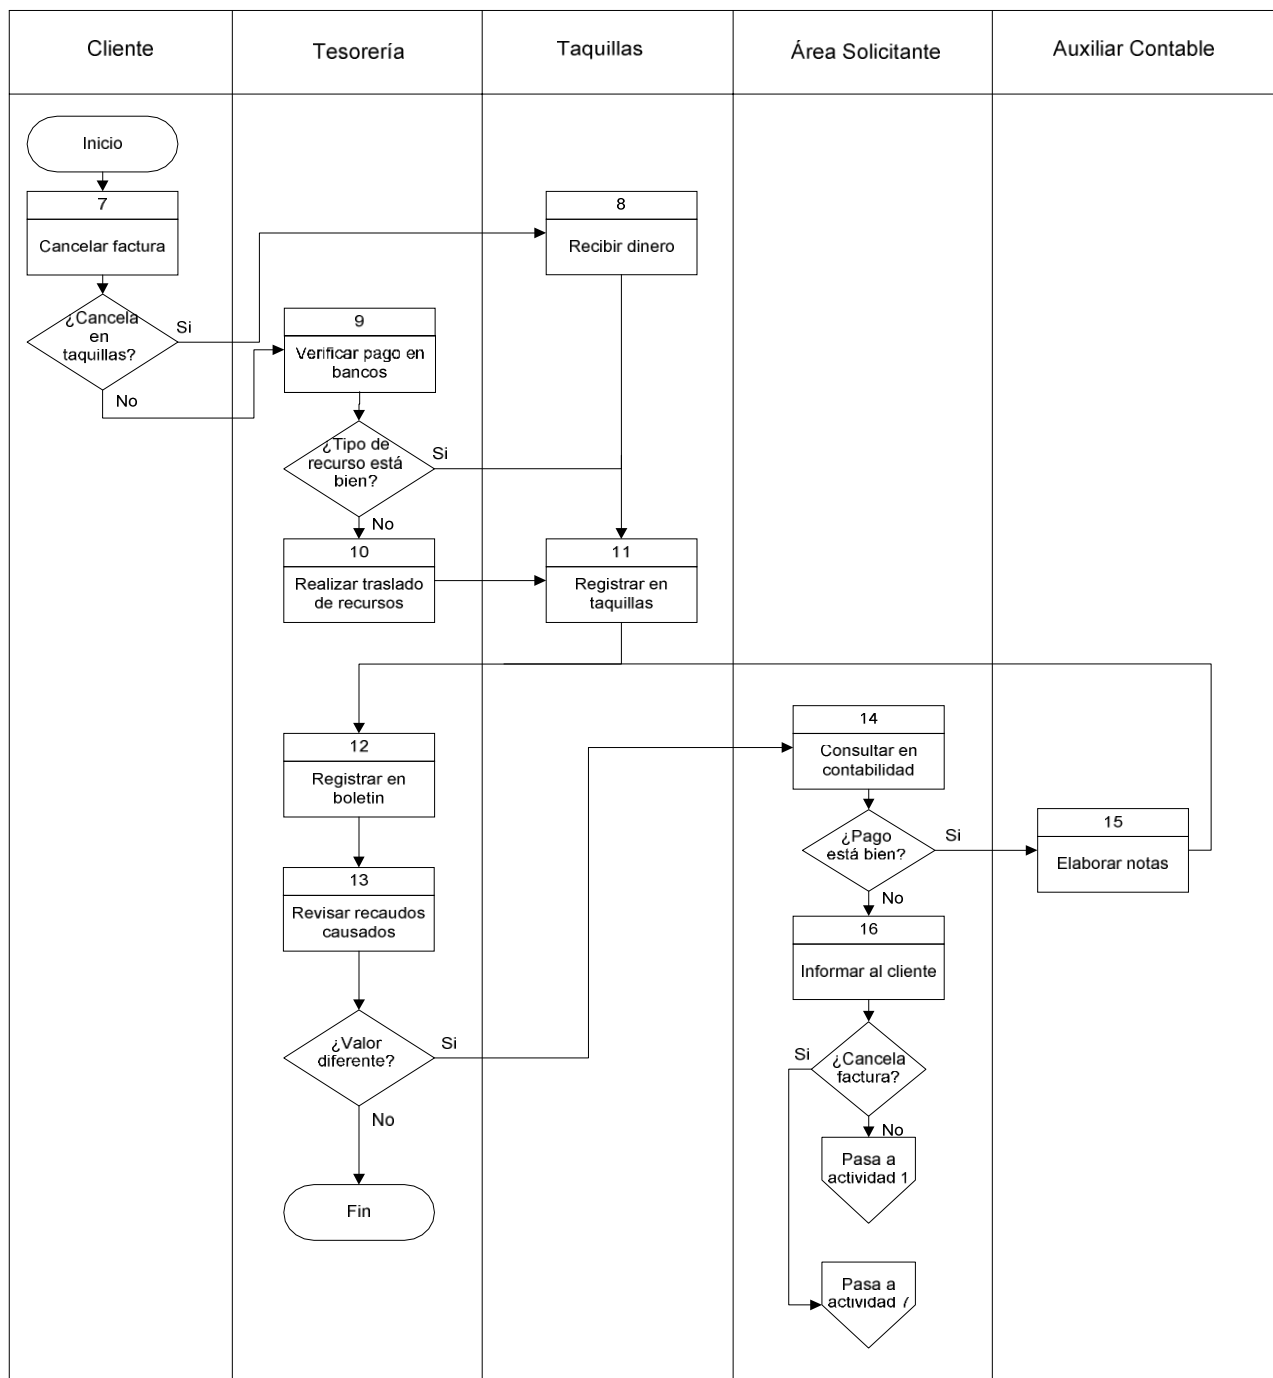 Cliente
Tesorería
Taquillas
Área Solicitante
Auxiliar Contable
Inicio
7
Cancelar factura
8
Recibir dinero
¿Cancela
en
taquillas?
Si
No
9
Verificar pago en
bancos
¿Tipo de
recurso está
bien?
Si
No
10
Realizar traslado
de recursos
11
Registrar en
taquillas
12
Registrar en
boletin
14
Consultar en
contabilidad
¿Pago
está bien?
Si
No
15
Elaborar notas
13
Revisar recaudos
causados
16
Informar al cliente
¿Valor
diferente?
Si
No
¿Cancela
factura?
Si
No
Pasa a
actividad 1
Fin
Pasa a
actividad 7